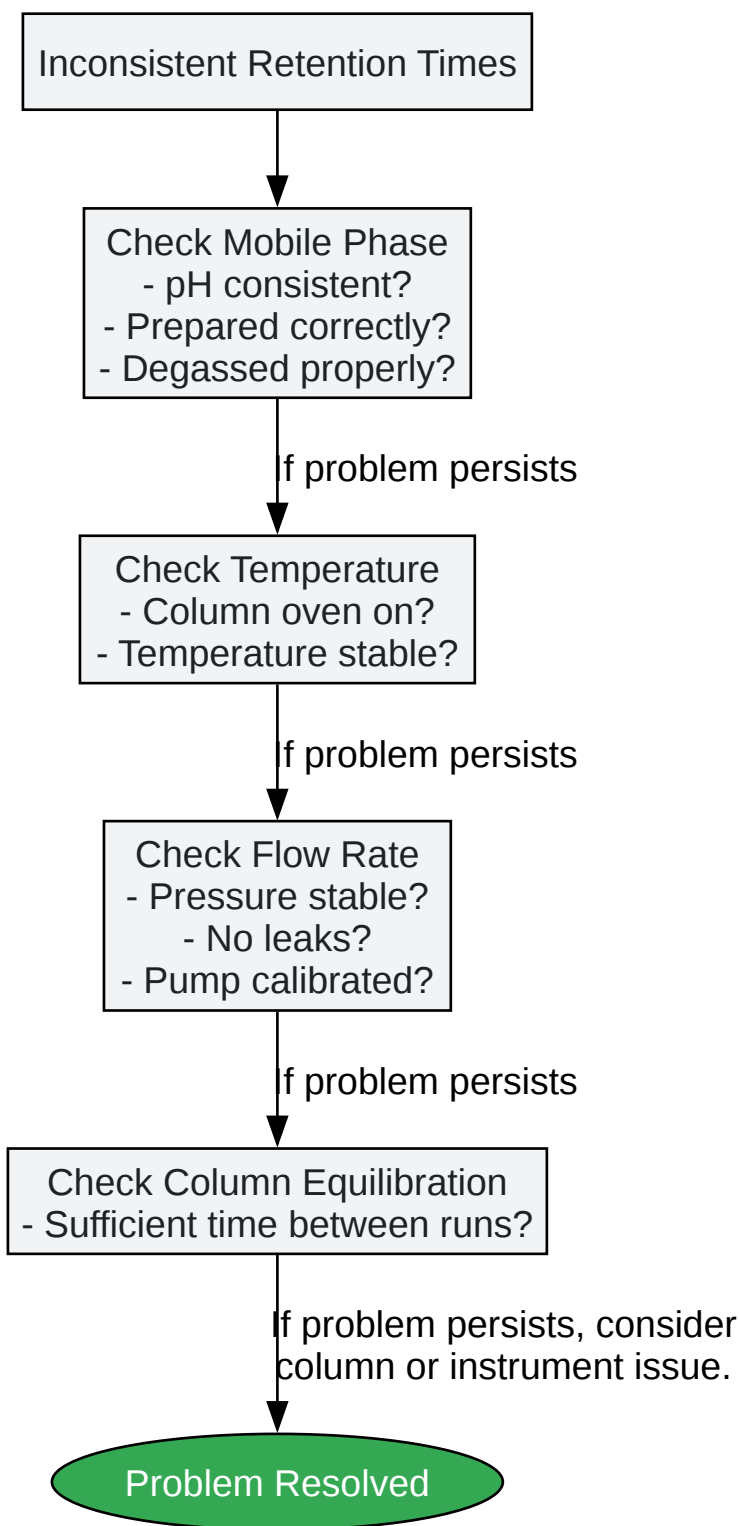 Inconsistent Retention Times
Check Mobile Phase
- pH consistent?
- Prepared correctly?
- Degassed properly?
If problem persists
Check Temperature
- Column oven on?
- Temperature stable?
If problem persists
Check Flow Rate
- Pressure stable?
- No leaks?
- Pump calibrated?
If problem persists
Check Column Equilibration
- Sufficient time between runs?
If problem persists, consider
column or instrument issue.
Problem Resolved